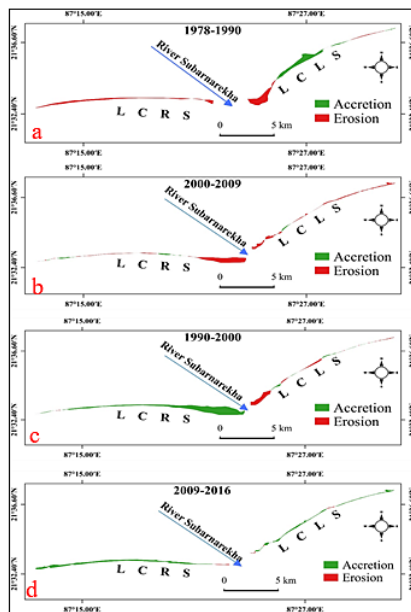 1978-1990
87°15.00'E
87°27.00'E
21°36.60'N
21°32.40'N
River Subarnarekha
L C R S
L C L S
0 5 km
Accretion
Erosion
a
87°15.00'E
87°27.00'E
2000-2009
21°36.60'N
21°32.40'N
River Subarnarekha
L C R S
L C L S
0 5 km
Accretion
Erosion
b
87°15.00'E
87°27.00'E
1990-2000
21°36.60'N
21°32.40'N
River Subarnarekha
L C R S
L C L S
0 5 km
Accretion
Erosion
c
87°15.00'E
87°27.00'E
2009-2016
21°36.60'N
21°32.40'N
River Subarnarekha
L C R S
L C L S
0 5 km
Accretion
Erosion
d
87°15.00'E
87°27.00'E